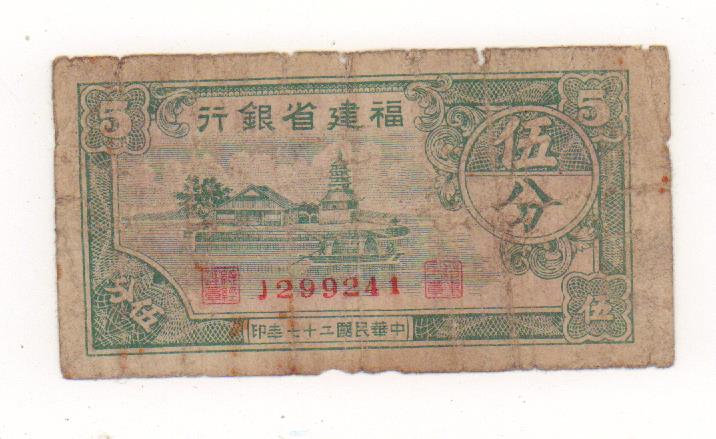 5
5
福建省銀行
伍
分
J299241
伍分
伍
中華民國二十七年印